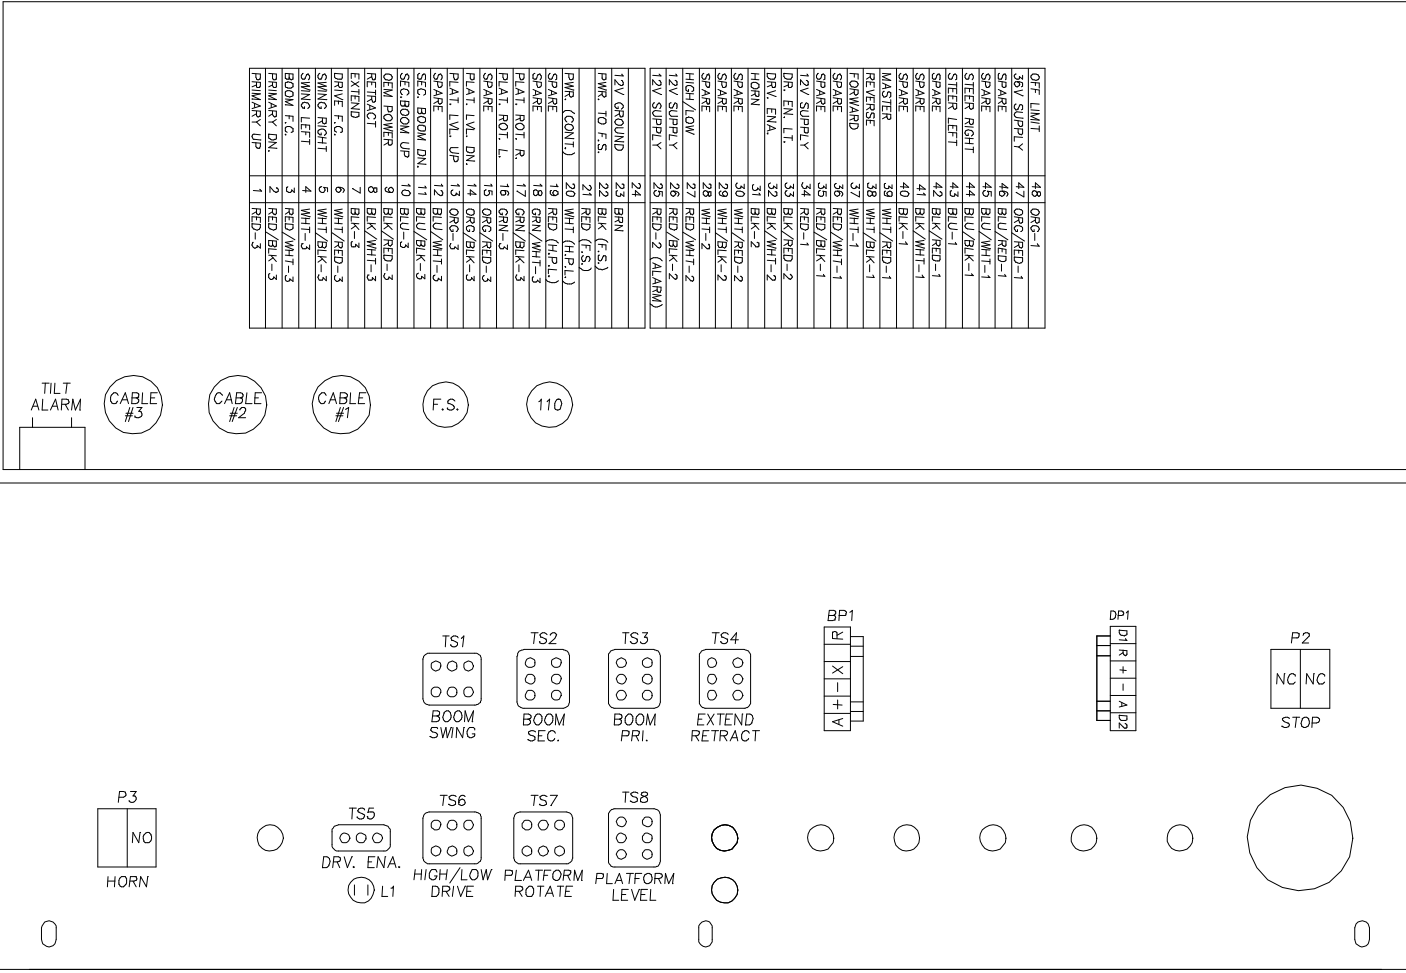 PRIMARY UP 1 RED-3
PRIMARY DN. 2 RED/BLK-3
BOOM F.C. 3 RED/WHT-3
SWING LEFT 4 WHT-3
SWING RIGHT 5 WHT/BLK-3
DRIVE F.C. 6 WHT/RED-3
EXTEND 7 BLK-3
RETRACT 8 BLK/WHT-3
OEM POWER 9 BLK/RED-3
SEC.BOOM UP 10 BLU-3
SEC. BOOM DN. 11 BLU/BLK-3
SPARE 12 BLU/WHT-3
PLAT. LVL. UP 13 ORG-3
PLAT. LVL. DN. 14 ORG/BLK-3
SPARE 15 ORG/RED-3
PLAT. ROT. L. 16 GRN-3
PLAT. ROT. R. 17 GRN/BLK-3
SPARE 18 GRN/WHT-3
SPARE 19 RED (H.P.L.)
PWR. (CONT.) 20 WHT (H.P.L.)
21 RED (F.S.)
PWR. TO F.S. 22 BLK (F.S.)
12V GROUND 23 BRN
24
12V SUPPLY 25 RED-2 (ALARM)
12V SUPPLY 26 RED/BLK-2
HIGH/LOW 27 RED/WHT-2
SPARE 28 WHT-2
SPARE 29 WHT/BLK-2
SPARE 30 WHT/RED-2
HORN 31 BLK-2
DRV. ENA. 32 BLK/WHT-2
DR. EN. LT. 33 BLK/RED-2
12V SUPPLY 34 RED-1
SPARE 35 RED/BLK-1
SPARE 36 RED/WHT-1
FORWARD 37 WHT-1
REVERSE 38 WHT/BLK-1
MASTER 39 WHT/RED-1
SPARE 40 BLK-1
SPARE 41 BLK/WHT-1
SPARE 42 BLK/RED-1
STEER LEFT 43 BLU-1
STEER RIGHT 44 BLU/BLK-1
SPARE 45 BLU/WHT-1
SPARE 46 BLU/RED-1
36V SUPPLY 47 ORG/RED-1
OFF LIMIT 48 ORG-1
TILT
ALARM
CABLE
#3
CABLE
#2
CABLE
#1
F.S.
110
TS1
BOOM
SWING
TS2
BOOM
SEC.
TS3
BOOM
PRI.
TS4
EXTEND
RETRACT
BP1
R
X
-
+
A
DP1
D1
R
+
-
A
D2
P2
NC NC
STOP
P3
NO
HORN
TS5
DRV. ENA.
L1
TS6
HIGH/LOW
DRIVE
TS7
PLATFORM
ROTATE
TS8
PLATFORM
LEVEL